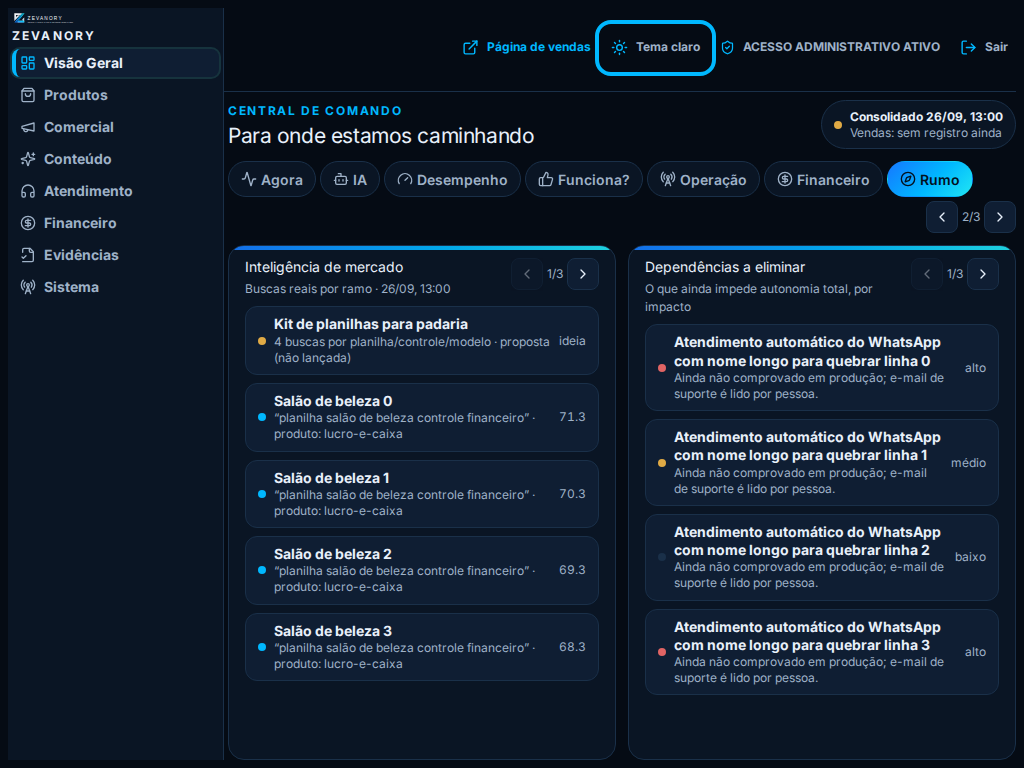 ZEVANORY
ZEVANORY
Visão Geral
Produtos
Comercial
Conteúdo
Atendimento
Financeiro
Evidências
Sistema
Página de vendas
Tema claro
ACESSO ADMINISTRATIVO ATIVO
Sair
CENTRAL DE COMANDO
Para onde estamos caminhando
Consolidado 26/09, 13:00
Vendas: sem registro ainda
Agora
IA
Desempenho
Funciona?
Operação
Financeiro
Rumo
2/3
Inteligência de mercado
Buscas reais por ramo · 26/09, 13:00
1/3
Kit de planilhas para padaria
4 buscas por planilha/controle/modelo · proposta
(não lançada)
ideia
Salão de beleza 0
“planilha salão de beleza controle financeiro” ·
produto: lucro-e-caixa
71.3
Salão de beleza 1
“planilha salão de beleza controle financeiro” ·
produto: lucro-e-caixa
70.3
Salão de beleza 2
“planilha salão de beleza controle financeiro” ·
produto: lucro-e-caixa
69.3
Salão de beleza 3
“planilha salão de beleza controle financeiro” ·
produto: lucro-e-caixa
68.3
Dependências a eliminar
O que ainda impede autonomia total, por
impacto
1/3
Atendimento automático do WhatsApp
com nome longo para quebrar linha 0
Ainda não comprovado em produção; e-mail de
suporte é lido por pessoa.
alto
Atendimento automático do WhatsApp
com nome longo para quebrar linha 1
Ainda não comprovado em produção; e-mail
de suporte é lido por pessoa.
médio
Atendimento automático do WhatsApp
com nome longo para quebrar linha 2
Ainda não comprovado em produção; e-mail de
suporte é lido por pessoa.
baixo
Atendimento automático do WhatsApp
com nome longo para quebrar linha 3
Ainda não comprovado em produção; e-mail de
suporte é lido por pessoa.
alto